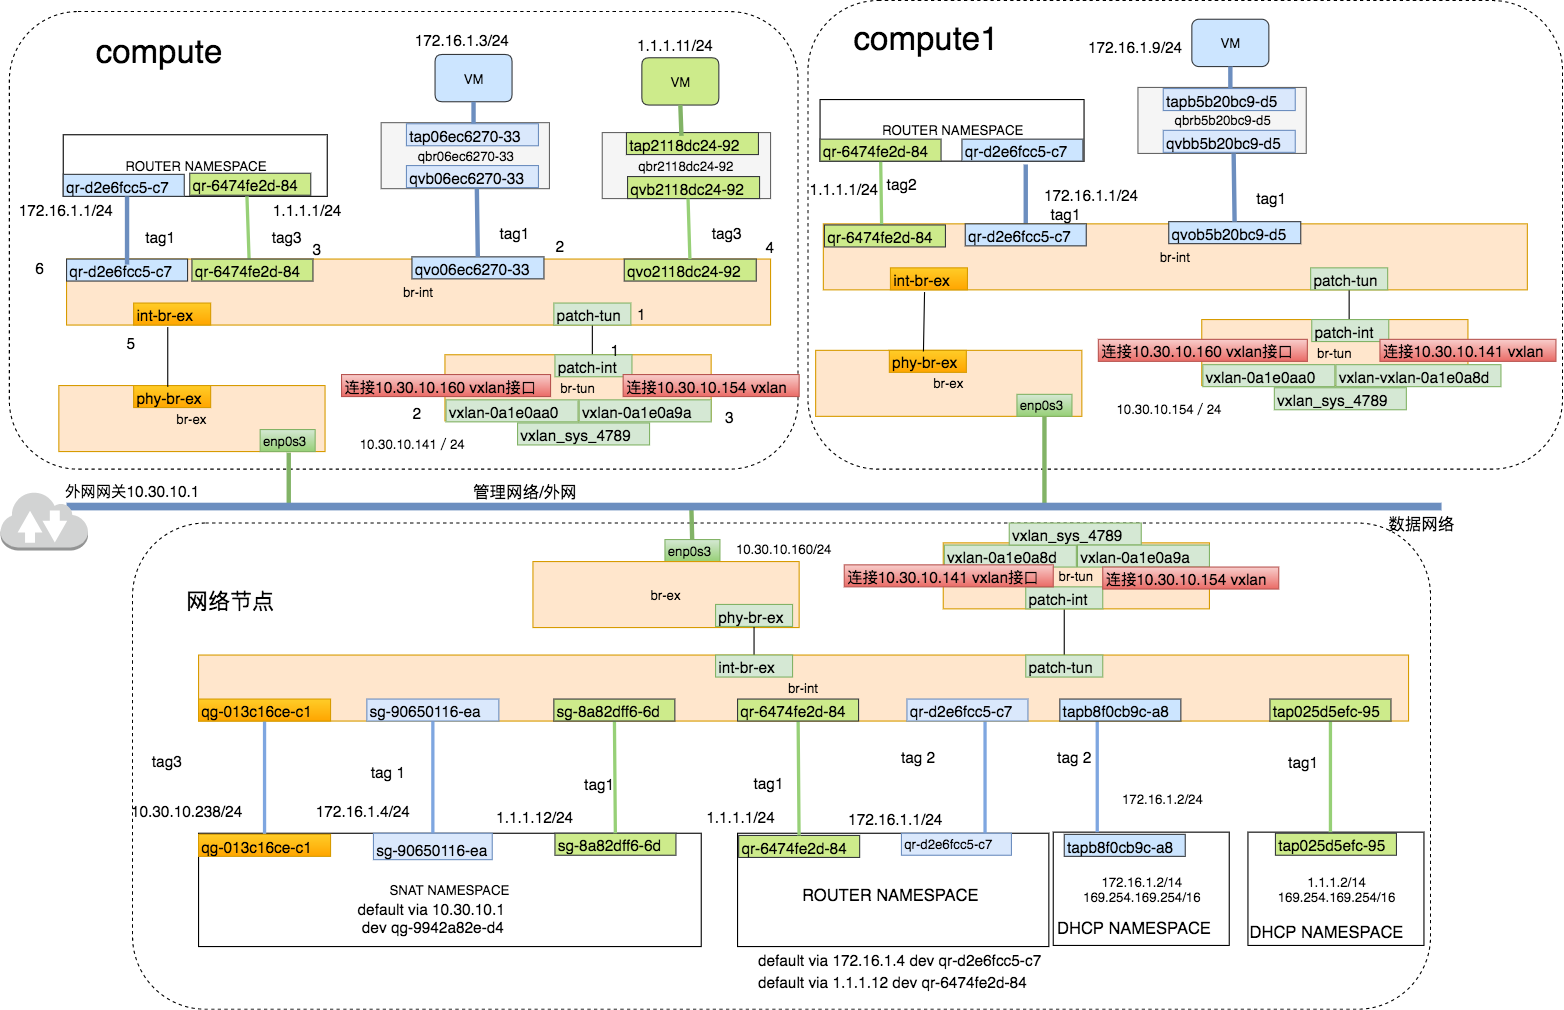 compute
172.16.1.3/24
1.1.1.11/24
VM
VM
ROUTER NAMESPACE
qr-d2e6fcc5-c7
qr-6474fe2d-84
tap06ec6270-33
qbr06ec6270-33
qvb06ec6270-33
tap2118dc24-92
qbr2118dc24-92
qvb2118dc24-92
172.16.1.1/24
1.1.1.1/24
tag1
tag3
3
tag1
2
tag3
4
6
qr-d2e6fcc5-c7
qr-6474fe2d-84
qvo06ec6270-33
qvo2118dc24-92
br-int
int-br-ex
patch-tun
1
5
1
patch-int
连接10.30.10.160 vxlan接口
br-tun
连接10.30.10.154 vxlan
phy-br-ex
br-ex
2
vxlan-0a1e0aa0
vxlan-0a1e0a9a
3
vxlan_sys_4789
enp0s3
10.30.10.141 / 24
compute1
172.16.1.9/24
VM
tapb5b20bc9-d5
qbrb5b20bc9-d5
qvbb5b20bc9-d5
ROUTER NAMESPACE
qr-6474fe2d-84
qr-d2e6fcc5-c7
1.1.1.1/24
tag2
172.16.1.1/24
tag1
tag1
qr-6474fe2d-84
qr-d2e6fcc5-c7
qvob5b20bc9-d5
br-int
int-br-ex
patch-tun
patch-int
连接10.30.10.160 vxlan接口
br-tun
连接10.30.10.141 vxlan
phy-br-ex
br-ex
vxlan-0a1e0aa0
vxlan-vxlan-0a1e0a8d
vxlan_sys_4789
enp0s3
10.30.10.154 / 24
外网网关10.30.10.1
管理网络/外网
数据网络
网络节点
enp0s3
10.30.10.160/24
br-ex
phy-br-ex
vxlan_sys_4789
vxlan-0a1e0a8d
vxlan-0a1e0a9a
连接10.30.10.141 vxlan接口
br-tun
连接10.30.10.154 vxlan
patch-int
int-br-ex
patch-tun
br-int
qg-013c16ce-c1
sg-90650116-ea
sg-8a82dff6-6d
qr-6474fe2d-84
qr-d2e6fcc5-c7
tapb8f0cb9c-a8
tap025d5efc-95
tag3
tag 1
tag1
tag1
tag 2
tag 2
tag1
10.30.10.238/24
172.16.1.4/24
1.1.1.12/24
1.1.1.1/24
172.16.1.1/24
172.16.1.2/24
qg-013c16ce-c1
sg-90650116-ea
sg-8a82dff6-6d
qr-6474fe2d-84
qr-d2e6fcc5-c7
tapb8f0cb9c-a8
tap025d5efc-95
SNAT NAMESPACE
default via 10.30.10.1
dev qg-9942a82e-d4
ROUTER NAMESPACE
172.16.1.2/14
169.254.169.254/16
DHCP NAMESPACE
1.1.1.2/14
169.254.169.254/16
DHCP NAMESPACE
default via 172.16.1.4 dev qr-d2e6fcc5-c7
default via 1.1.1.12 dev qr-6474fe2d-84